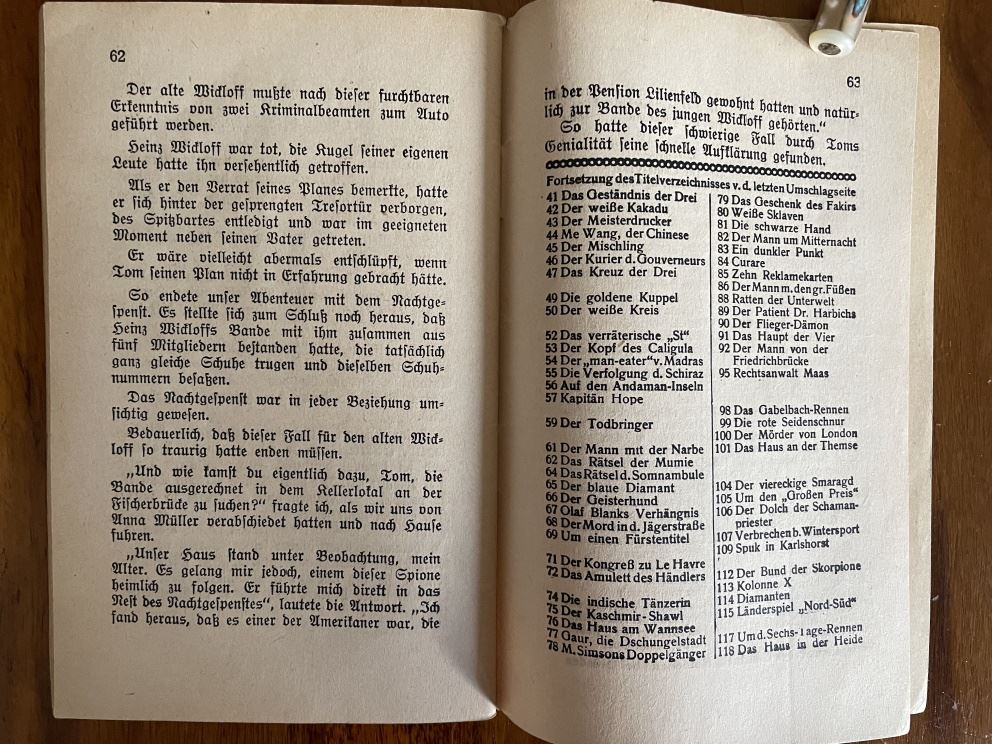 62
Der alte Wickloff mußte nach dieser furchtbaren
Erkenntnis von zwei Kriminalbeamten zum Auto
geführt werden.
Heinz Wickloff war tot, die Kugel seiner eigenen
Leute hatte ihn versehentlich getroffen.
Als er den Verrat seines Planes bemerkte, hatte
er sich hinter der gesprengten Tresortür verborgen,
des Spitzbartes entledigt und war im geeigneten
Moment neben seinen Vater getreten.
Er wäre vielleicht abermals entschlüpft, wenn
Tom seinen Plan nicht in Erfahrung gebracht hätte.
So endete unser Abenteuer mit dem Nachtge-
spenst. Es stellte sich zum Schluß noch heraus, daß
Heinz Wickloffs Bande mit ihm zusammen aus
fünf Mitgliedern bestanden hatte, die tatsächlich
ganz gleiche Schuhe trugen und dieselben Schuh-
nummern besaßen.
Das Nachtgespenst war in jeder Beziehung um-
sichtig gewesen.
Bedauerlich, daß dieser Fall für den alten Wick-
loff so traurig hatte enden müssen.
„Und wie kamst du eigentlich dazu, Tom, die
Bande ausgerechnet in dem Kellerlokal an der
Fischerbrücke zu suchen?“ fragte ich, als wir uns von
Anna Müller verabschiedet hatten und nach Hause
fuhren.
„Unser Haus stand unter Beobachtung, mein
Alter. Es gelang mir jedoch, einem dieser Spione
heimlich zu folgen. Er führte mich direkt in das
Nest des Nachtgespenstes“, lautete die Antwort. „Ich
fand heraus, daß es einer der Amerikaner war, die
63
in der Pension Lilienfeld gewohnt hatten und natür-
lich zur Bande des jungen Wickloff gehörten.“
So hatte dieser schwierige Fall durch Toms
Genialität seine schnelle Aufklärung gefunden.
Fortsetzung des Titelverzeichnisses v. d. letzten Umschlagseite
41 Das Geständnis der Drei
42 Der weiße Kakadu
43 Der Meisterdrucker
44 Me Wang, der Chinese
45 Der Mischling
46 Der Kurier d. Gouverneurs
47 Das Kreuz der Drei
49 Die goldene Kuppel
50 Der weiße Kreis
52 Das verräterische „St“
53 Der Kopf des Caligula
54 Der „man-eater“ v. Madras
55 Die Verfolgung d. Schiraz
56 Auf den Andaman-Inseln
57 Kapitän Hope
59 Der Todbringer
61 Der Mann mit der Narbe
62 Das Rätsel der Mumie
64 Das Rätsel d. Somnambule
65 Der blaue Diamant
66 Der Geisterhund
67 Olaf Blanks Verhängnis
68 Der Mord in d. Jägerstraße
69 Um einen Fürstentitel
71 Der Kongreß zu Le Havre
72 Das Amulett des Händlers
74 Die indische Tänzerin
75 Der Kaschmir-Shawl
76 Das Haus am Wannsee
77 Gaur, die Dschungelstadt
78 M. Simsons Doppelgänger
79 Das Geschenk des Fakirs
80 Weiße Sklaven
81 Die schwarze Hand
82 Der Mann um Mitternacht
83 Ein dunkler Punkt
84 Curare
85 Zehn Reklamekarten
86 Der Mann m. den gr. Füßen
88 Ratten der Unterwelt
89 Der Patient Dr. Harbichs
90 Der Flieger-Dämon
91 Das Haupt der Vier
92 Der Mann von der
Friedrichbrücke
95 Rechtsanwalt Maas
98 Das Gabelbach-Rennen
99 Die rote Seidenschnur
100 Der Mörder von London
101 Das Haus an der Themse
104 Der viereckige Smaragd
105 Um den „Großen Preis“
106 Der Dolch der Schaman-
priester
107 Verbrechen b. Wintersport
109 Spuk in Karlshorst
112 Der Bund der Skorpione
113 Kolonne X
114 Diamanten
115 Länderspiel „Nord-Süd“
117 Um d. Sechs-Tage-Rennen
118 Das Haus in der Heide